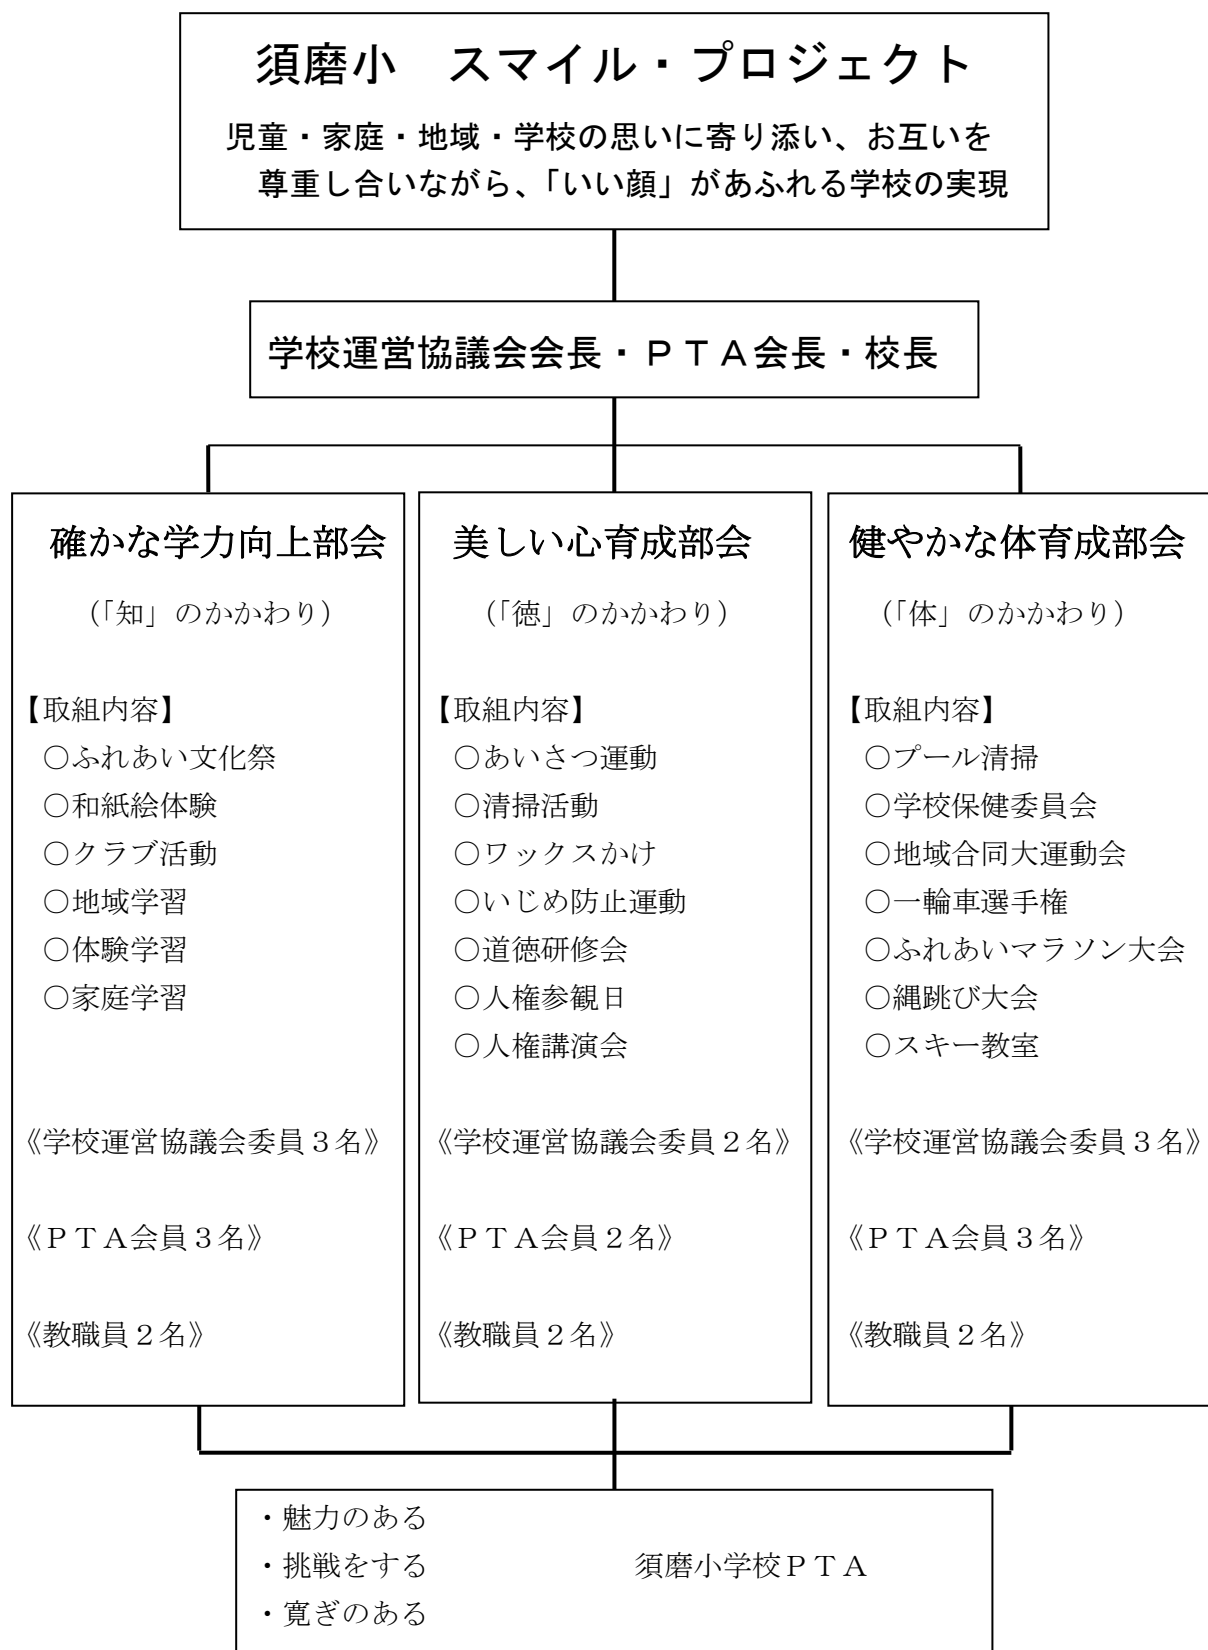 須磨小　スマイル・プロジェクト
児童・家庭・地域・学校の思いに寄り添い、お互いを
尊重し合いながら、「いい顔」があふれる学校の実現
学校運営協議会会長・ＰＴＡ会長・校長
確かな学力向上部会
（「知」のかかわり）
【取組内容】
○ふれあい文化祭
○和紙絵体験
○クラブ活動
○地域学習
○体験学習
○家庭学習
《学校運営協議会委員３名》
《ＰＴＡ会員３名》
《教職員２名》
美しい心育成部会
（「徳」のかかわり）
【取組内容】
○あいさつ運動
○清掃活動
○ワックスかけ
○いじめ防止運動
○道徳研修会
○人権参観日
○人権講演会
《学校運営協議会委員２名》
《ＰＴＡ会員２名》
《教職員２名》
健やかな体育成部会
（「体」のかかわり）
【取組内容】
○プール清掃
○学校保健委員会
○地域合同大運動会
○一輪車選手権
○ふれあいマラソン大会
○縄跳び大会
○スキー教室
《学校運営協議会委員３名》
《ＰＴＡ会員３名》
《教職員２名》
・魅力のある
・挑戦をする　　　　　　　須磨小学校ＰＴＡ
・寛ぎのある